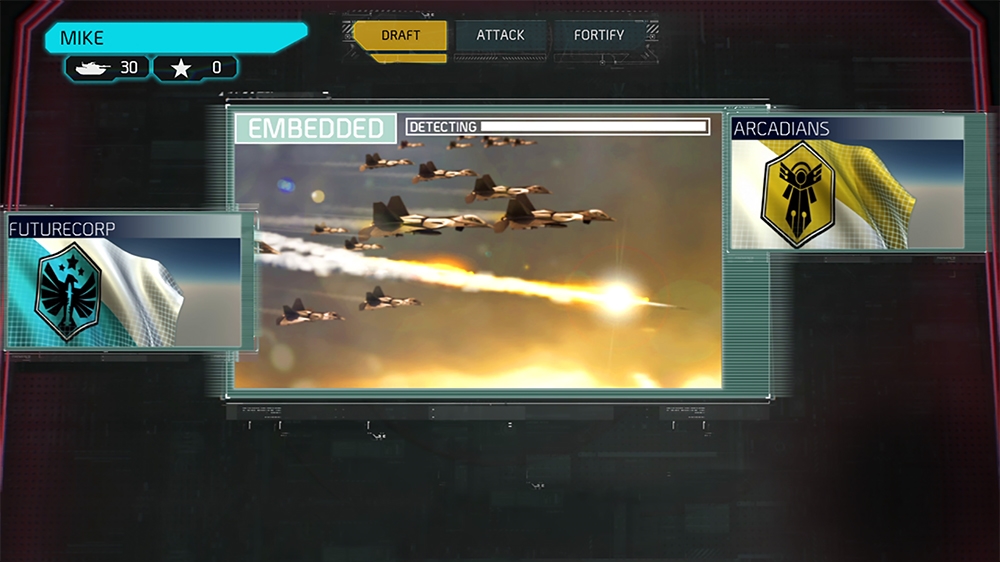 MIKE
30
0
DRAFT
ATTACK
FORTIFY
EMBEDDED
DETECTING
ARCADIANS
FUTURECORP